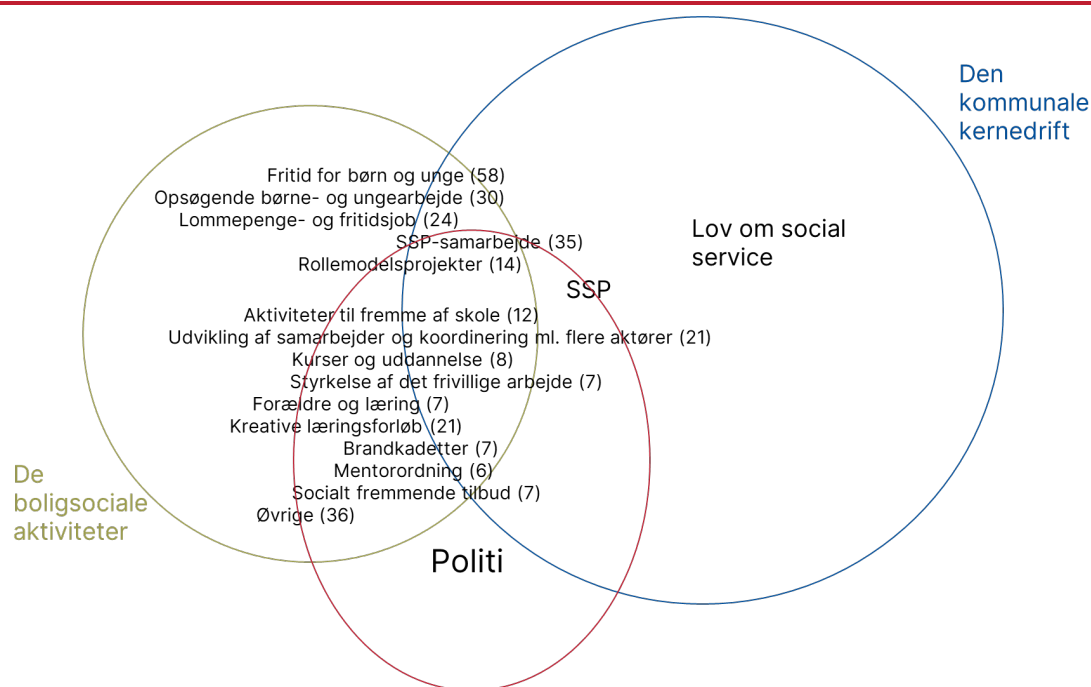 Den
kommunale
kernedrift
Fritid for børn og unge (58)
Opsøgende børne- og ungearbejde (30)
Lommepenge- og fritidsjob (24)
SSP-samarbejde (35)
Rollemodelsprojekter (14)
Lov om social
service
SSP
Aktiviteter til fremme af skole (12)
Udvikling af samarbejder og koordinering ml. flere aktører (21)
Kurser og uddannelse (8)
Styrkelse af det frivillige arbejde (7)
Forældre og læring (7)
Kreative læringsforløb (21)
Brandkadetter (7)
Mentorordning (6)
Socialt fremmende tilbud (7)
Øvrige (36)
De
boligsociale
aktiviteter
Politi